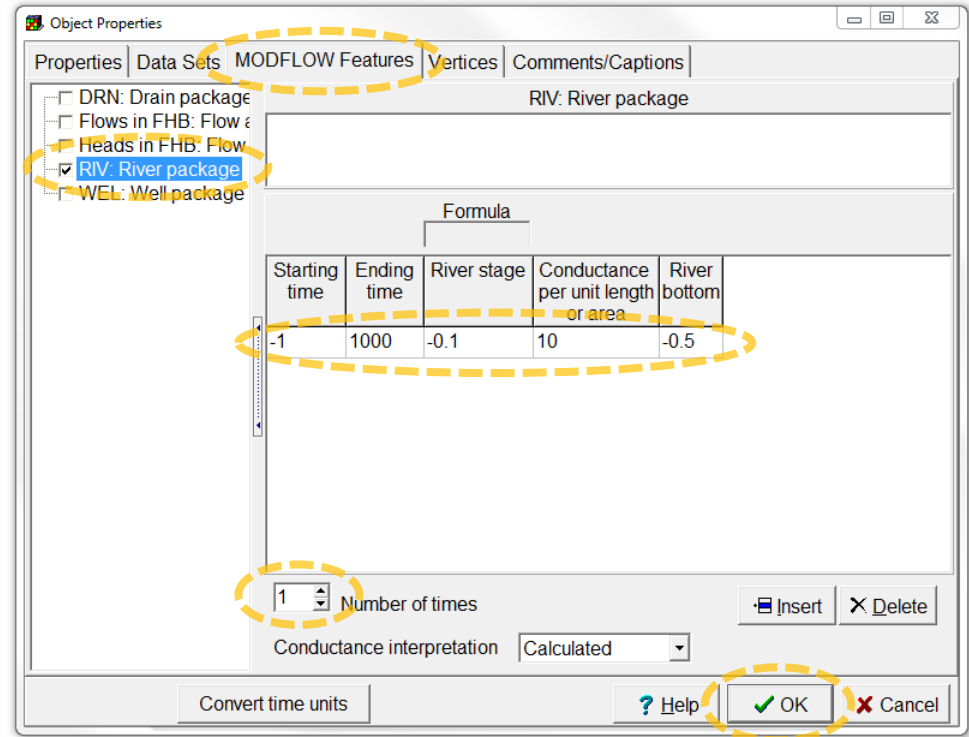 Object Properties
Properties Data Sets MODFLOW Features Vertices Comments/Captions
DRN: Drain package
Flows in FHB: Flow a
Heads in FHB: Flow
RIV: River package
WEL: Well package
RIV: River package
Formula
Starting time Ending time River stage Conductance per unit length or area River bottom
-1 1000 -0.1 10 -0.5
1 Number of times
Insert Delete
Conductance interpretation Calculated
Convert time units ? Help OK Cancel